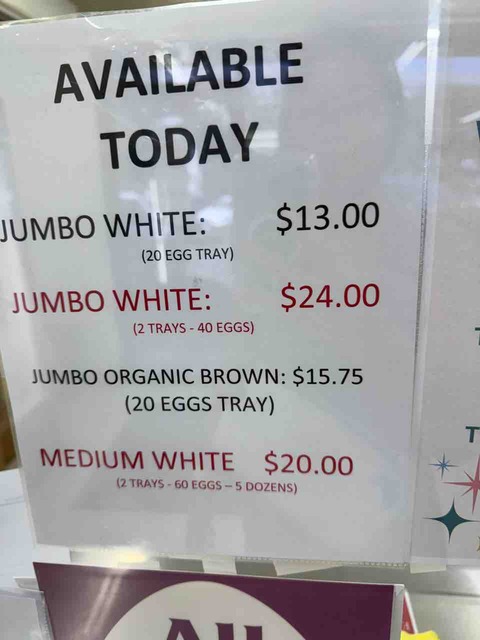 AVAILABLE
TODAY
JUMBO WHITE: $13.00
(20 EGG TRAY)
JUMBO WHITE: $24.00
(2 TRAYS - 40 EGGS)
JUMBO ORGANIC BROWN: $15.75
(20 EGGS TRAY)
MEDIUM WHITE $20.00
(2 TRAYS - 60 EGGS – 5 DOZENS)
All